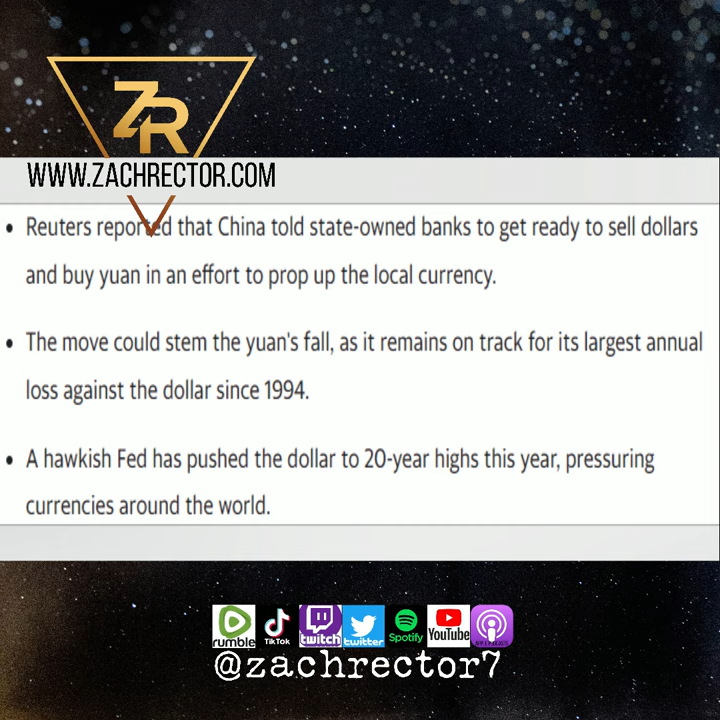 ZR
WWW.ZACHRECTOR.COM
• Reuters reported that China told state-owned banks to get ready to sell dollars
and buy yuan in an effort to prop up the local currency.
• The move could stem the yuan's fall, as it remains on track for its largest annual
loss against the dollar since 1994.
• A hawkish Fed has pushed the dollar to 20-year highs this year, pressuring
currencies around the world.
rumble TikTok twitch twitter Spotify YouTube
@zachrector7